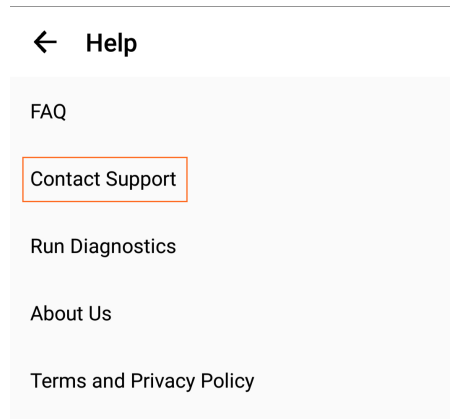 Help
FAQ
Contact Support
Run Diagnostics
About Us
Terms and Privacy Policy